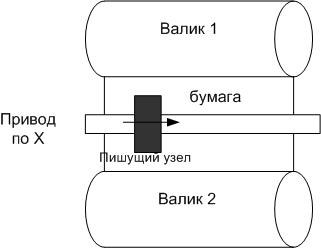 Валик 1
бумага
Привод
по X
Пишущий узел
Валик 2